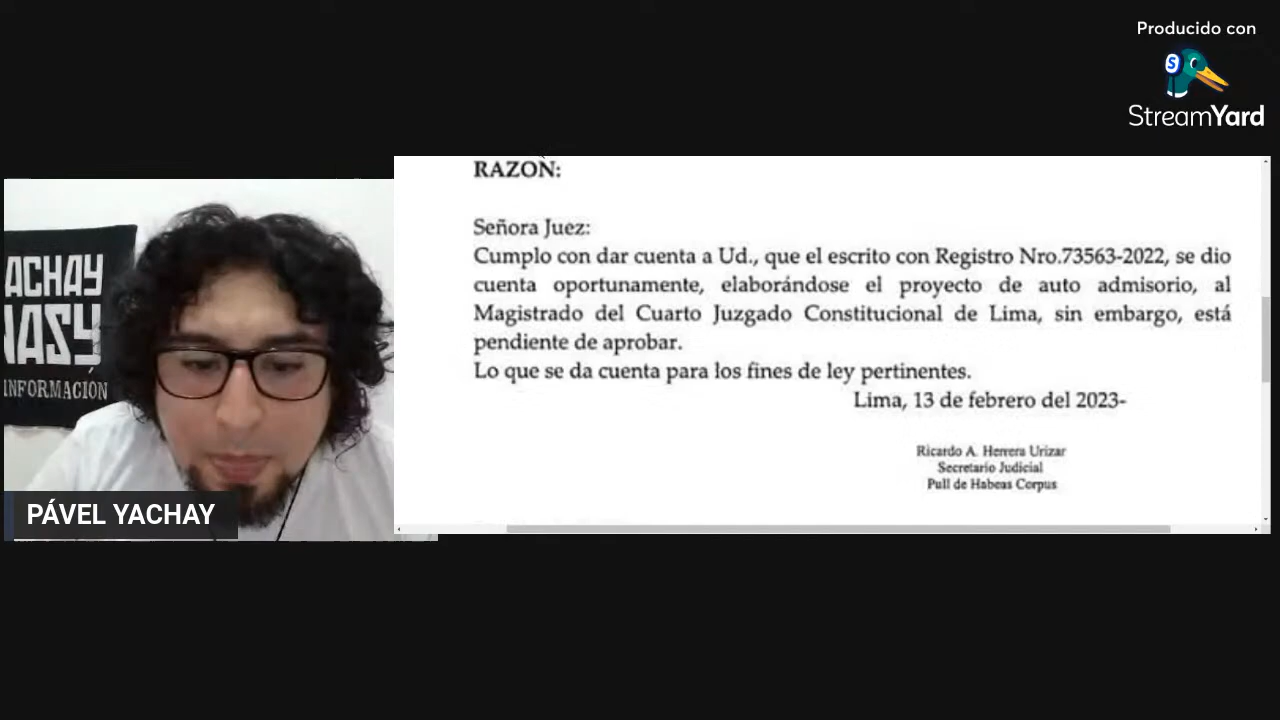 Producido con
S
StreamYard
ACHAY
NASY
INFORMACIÓN
PÁVEL YACHAY
RAZON:
Señora Juez:
Cumplo con dar cuenta a Ud., que el escrito con Registro Nro.73563-2022, se dio
cuenta oportunamente, elaborándose el proyecto de auto admisorio, al
Magistrado del Cuarto Juzgado Constitucional de Lima, sin embargo, está
pendiente de aprobar.
Lo que se da cuenta para los fines de ley pertinentes.
Lima, 13 de febrero del 2023-
Ricardo A. Herrera Urizar
Secretario Judicial
Pull de Habeas Corpus